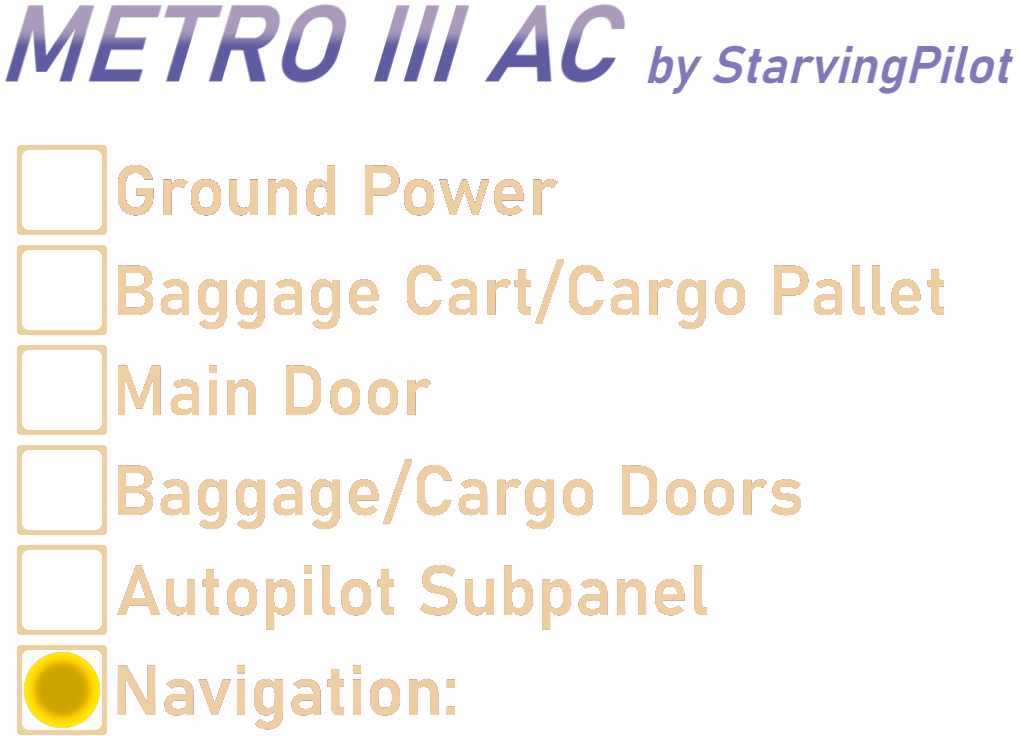 METRO III AC by StarvingPilot
Ground Power
Baggage Cart/Cargo Pallet
Main Door
Baggage/Cargo Doors
Autopilot Subpanel
Navigation: